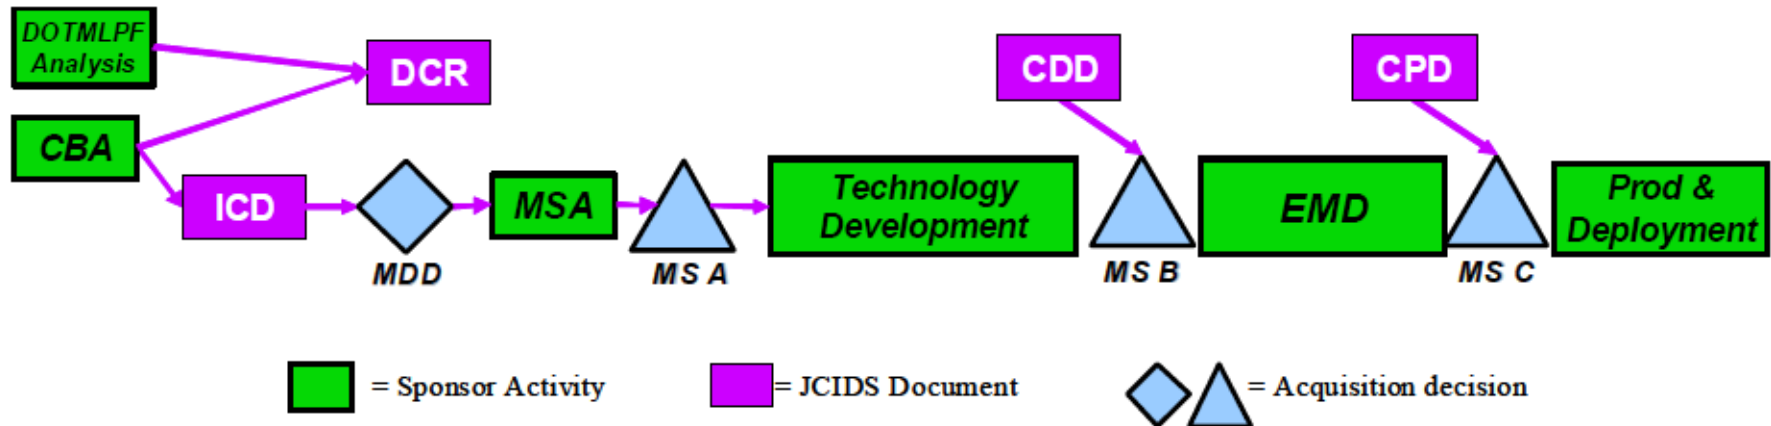 DOTMLPF
Analysis
DCR
CDD
CPD
CBA
ICD
MSA
Technology
Development
EMD
Prod &
Deployment
MDD
MS A
MS B
MS C
= Sponsor Activity
= JCIDS Document
= Acquisition decision